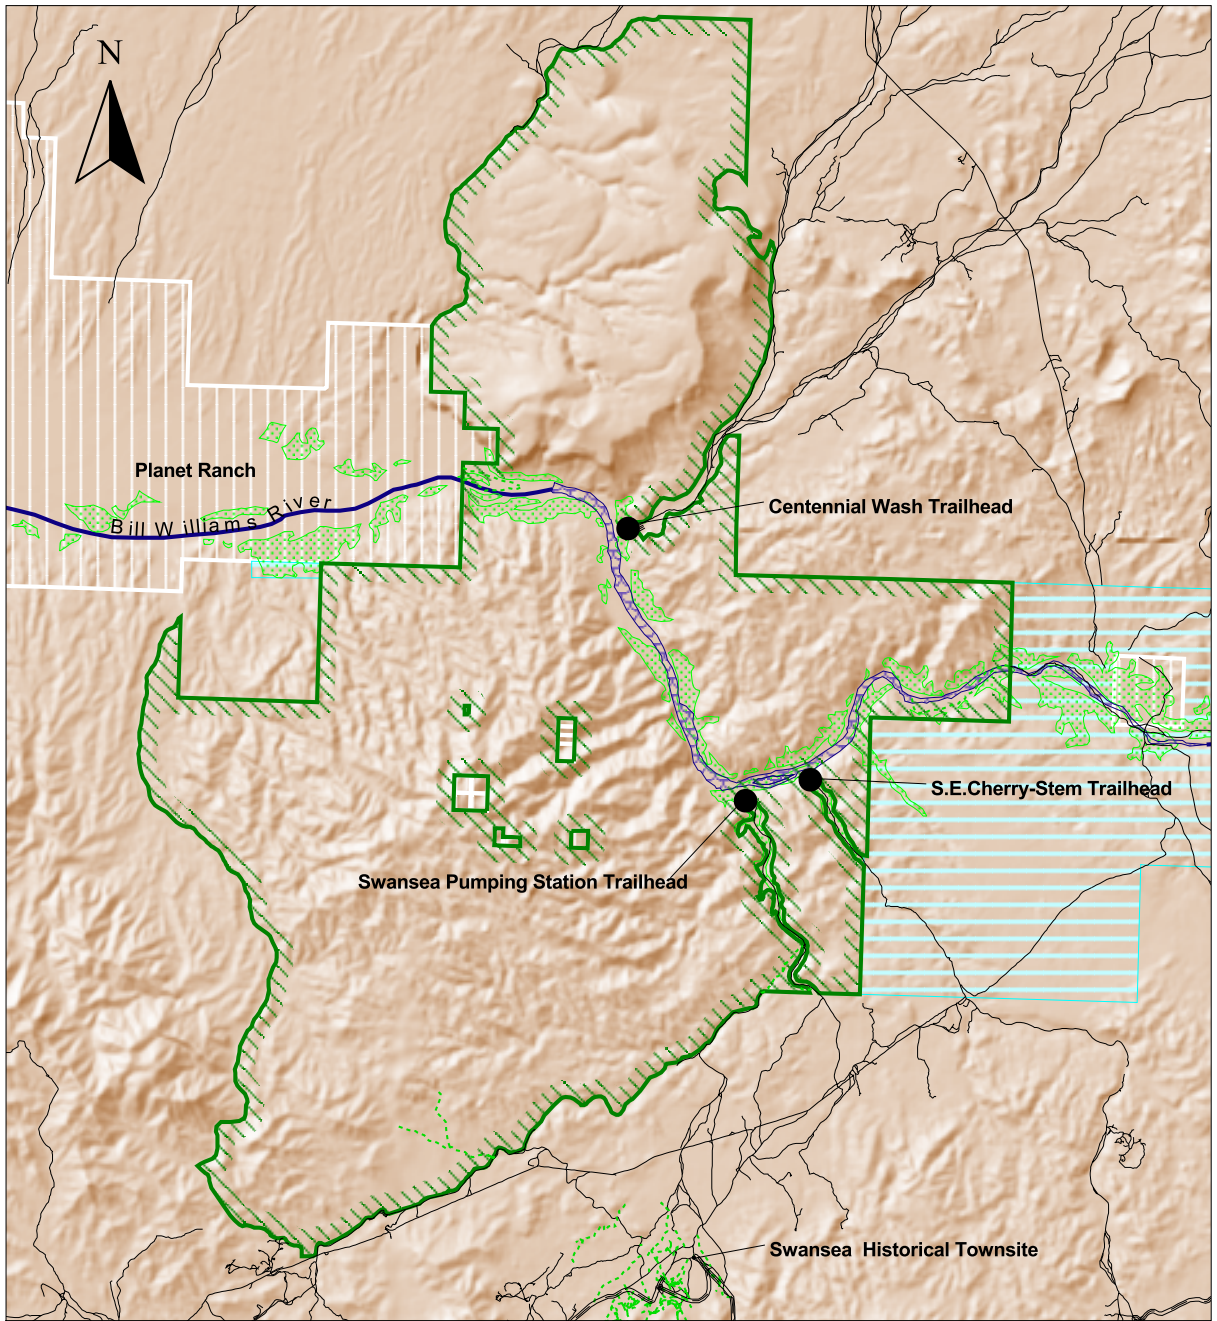 N
Planet Ranch
Bill Williams River
Centennial Wash Trailhead
S.E.Cherry-Stem Trailhead
Swansea Pumping Station Trailhead
Swansea Historical Townsite